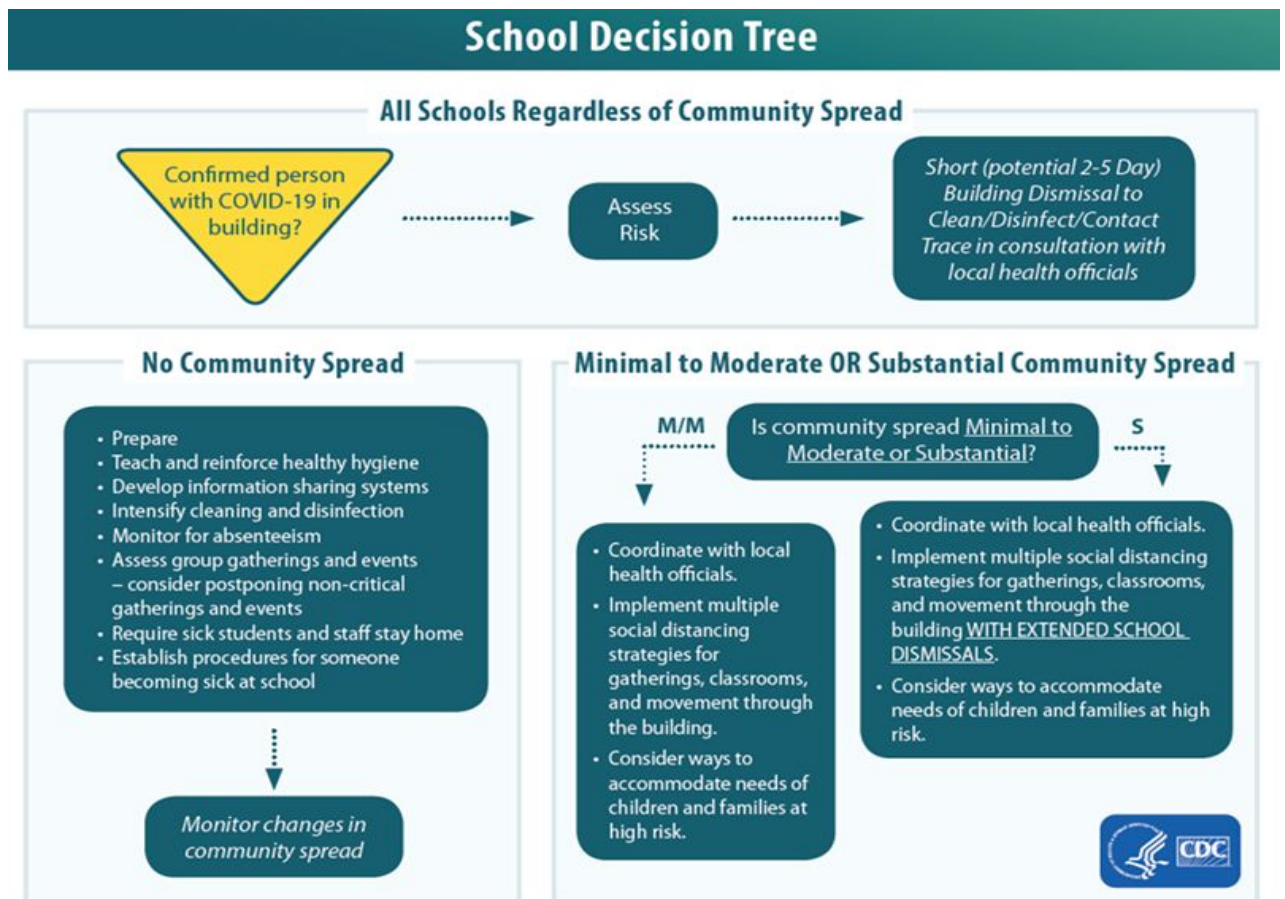 School Decision Tree
All Schools Regardless of Community Spread
Confirmed person
with COVID-19 in
building?
Assess
Risk
Short (potential 2-5 Day)
Building Dismissal to
Clean/Disinfect/Contact
Trace in consultation with
local health officials
No Community Spread
• Prepare
• Teach and reinforce healthy hygiene
• Develop information sharing systems
• Intensify cleaning and disinfection
• Monitor for absenteeism
• Assess group gatherings and events
– consider postponing non-critical
gatherings and events
• Require sick students and staff stay home
• Establish procedures for someone
becoming sick at school
Monitor changes in
community spread
Minimal to Moderate OR Substantial Community Spread
M/M
Is community spread Minimal to
Moderate or Substantial?
S
• Coordinate with local
health officials.
• Implement multiple
social distancing
strategies for
gatherings, classrooms,
and movement through
the building.
• Consider ways to
accommodate needs of
children and families at
high risk.
• Coordinate with local health officials.
• Implement multiple social distancing
strategies for gatherings, classrooms,
and movement through the
building WITH EXTENDED SCHOOL
DISMISSALS.
• Consider ways to accommodate
needs of children and families at high
risk.
CDC